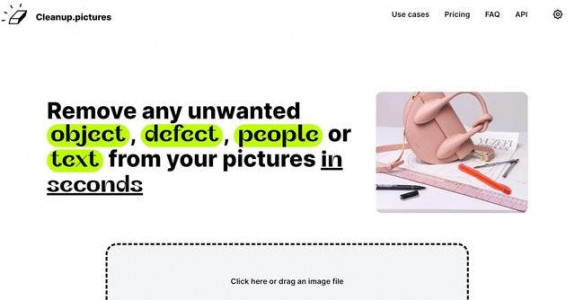 Cleanup.pictures
Use cases Pricing FAQ API
Remove any unwanted
object, defect, people or
text from your pictures in
seconds
Click here or drag an image file